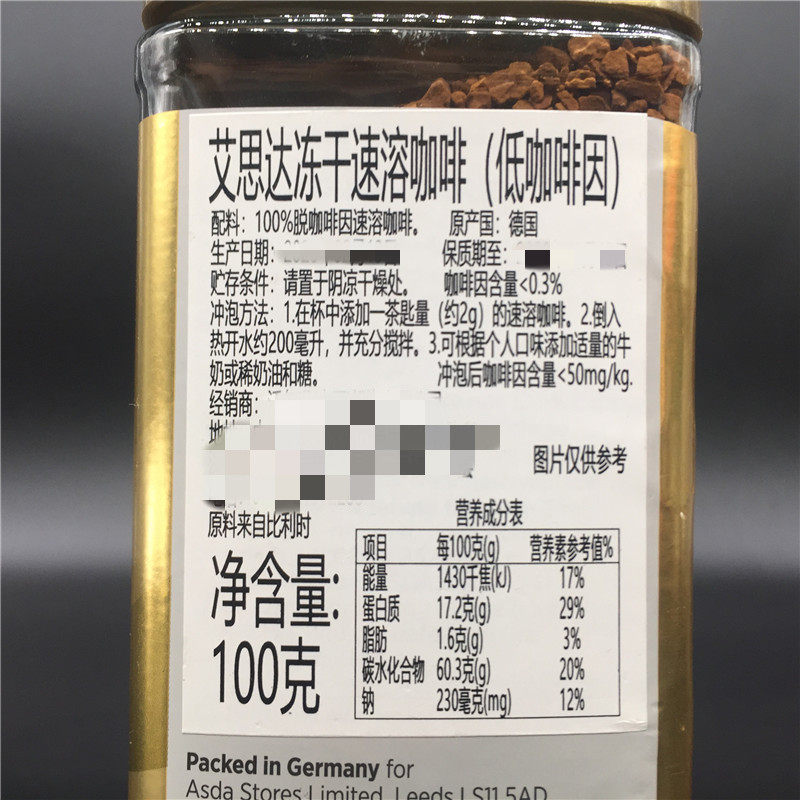 艾思达冻干速溶咖啡（低咖啡因）
配料：100%脱咖啡因速溶咖啡。 原产国：德国
生产日期： 保质期至：
贮存条件：请置于阴凉干燥处。 咖啡因含量<0.3%
冲泡方法：1.在杯中添加一茶匙量（约2g）的速溶咖啡。2.倒入
热开水约200毫升，并充分搅拌。3.可根据个人口味添加适量的牛
奶或稀奶油和糖。 冲泡后咖啡因含量<50mg/kg.
经销商：
图片仅供参考
原料来自比利时
净含量：
100克
营养成分表
项目 每100克(g) 营养素参考值%
能量 1430千焦(kJ) 17%
蛋白质 17.2克(g) 29%
脂肪 1.6克(g) 3%
碳水化合物 60.3克(g) 20%
钠 230毫克(mg) 12%
Packed in Germany for
Asda Stores Limited, Leeds LS11 5AD